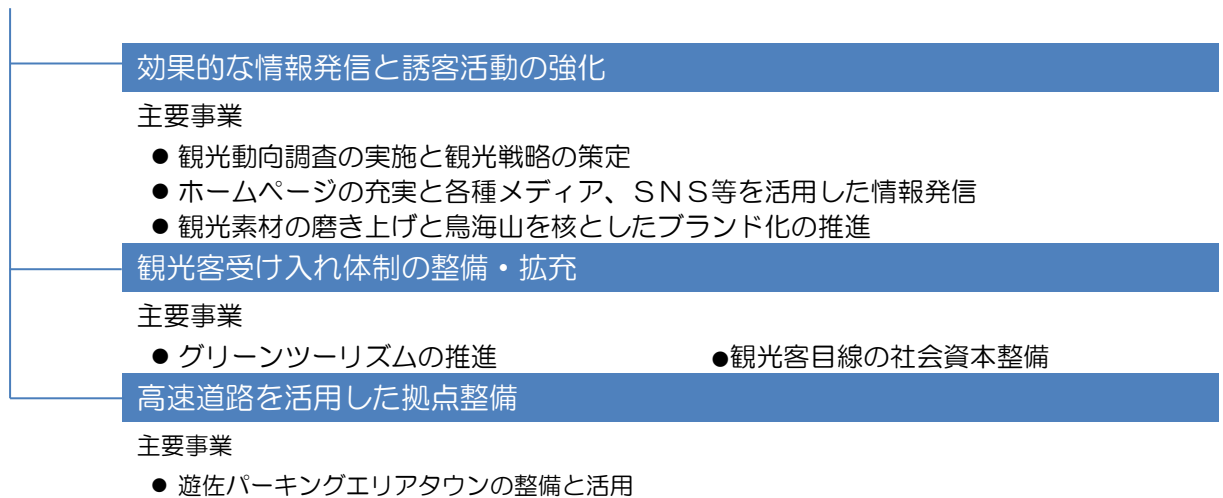 効果的な情報発信と誘客活動の強化
主要事業
● 観光動向調査の実施と観光戦略の策定
● ホームページの充実と各種メディア、ＳＮＳ等を活用した情報発信
● 観光素材の磨き上げと鳥海山を核としたブランド化の推進
観光客受け入れ体制の整備・拡充
主要事業
● グリーンツーリズムの推進 ●観光客目線の社会資本整備
高速道路を活用した拠点整備
主要事業
● 遊佐パーキングエリアタウンの整備と活用